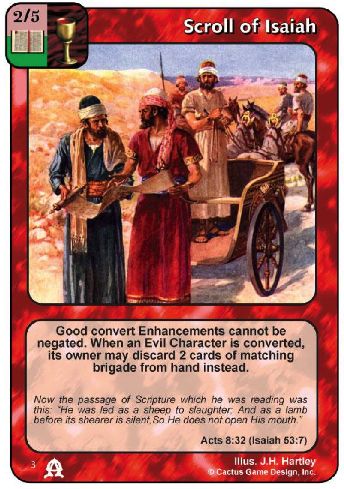 2/5
Scroll of Isaiah
Good convert Enhancements cannot be
negated. When an Evil Character is converted,
its owner may discard 2 cards of matching
brigade from hand instead.
Now the passage of Scripture which he was reading was
this: "He was led as a sheep to slaughter; And as a lamb
before its shearer is silent,So He does not open His mouth."
Acts 8:32 (Isaiah 53:7)
Illus. J.H. Hartley
3
© Cactus Game Design, Inc.